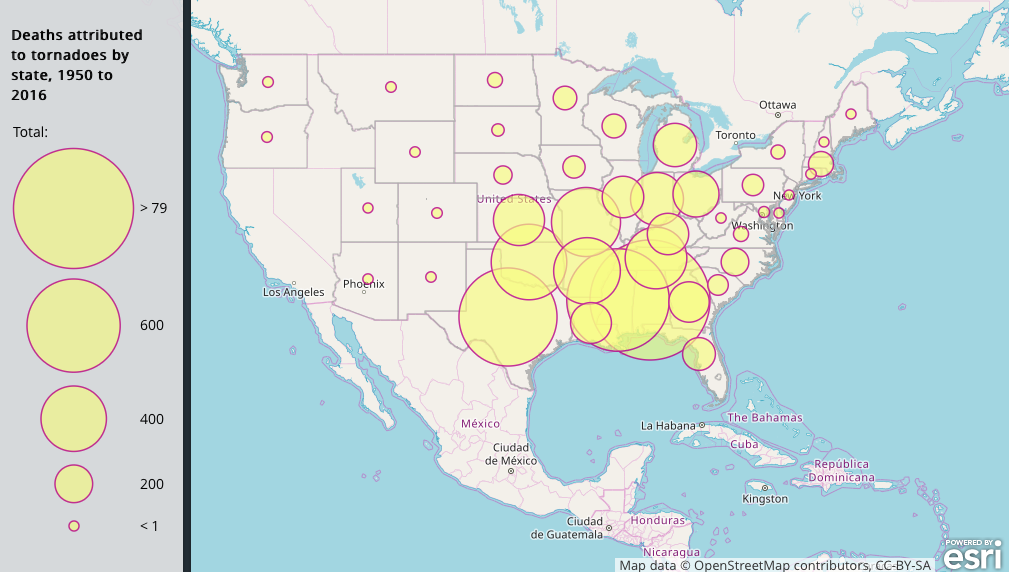 Deaths attributed
to tornadoes by
state, 1950 to
2016
Total:
> 79
600
400
200
< 1
Ottawa
Toronto
United States
New York
Washington
Phoenix
Los Angeles
México
Ciudad
de México
La Habana
The Bahamas
Cuba
República
Dominicana
Kingston
Ciudad
de Guatemala
Honduras
Nicaragua
POWERED BY
esri
Map data © OpenStreetMap contributors, CC-BY-SA